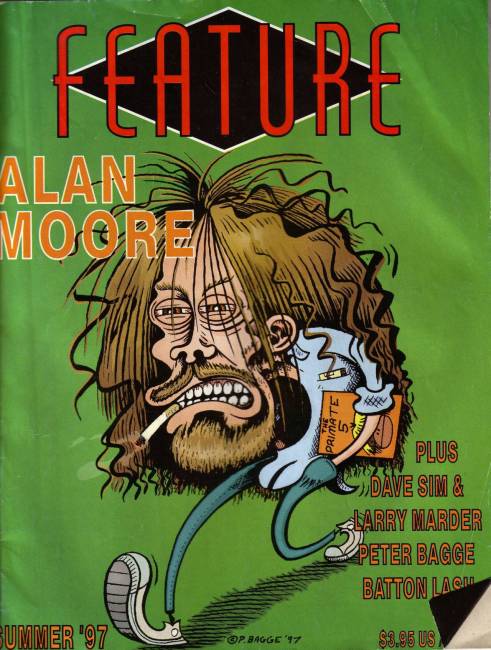 FEATURE
ALAN
MOORE
THE
PRIMATE
5
PLUS
DAVE SIM &
LARRY MARDER
PETER BAGGE
BATTON LASH
SUMMER '97
©P. BAGGE '97
$3.95 US